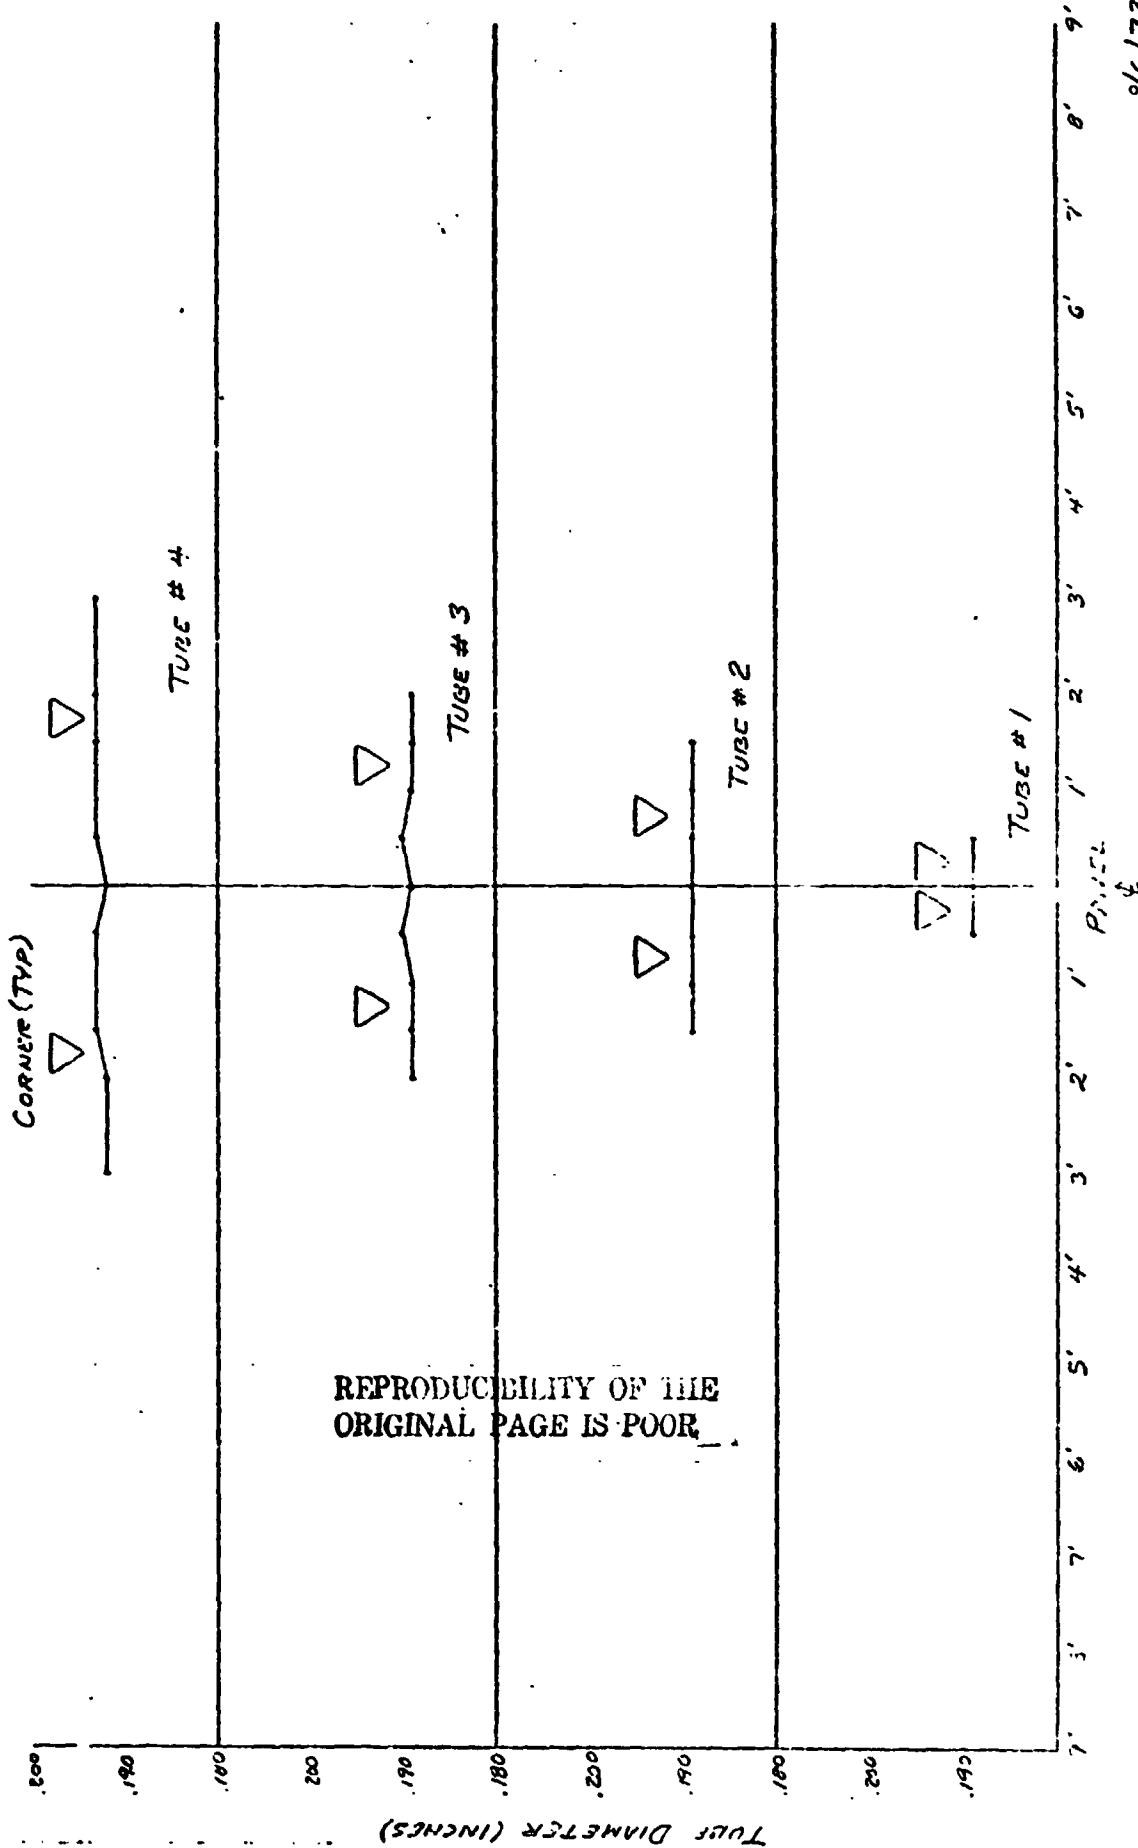 CORNER (TYP)
TUBE # 4
TUBE # 3
TUBE # 2
TUBE # 1
TUBE DIAMETER (INCHES)
.200
.190
.180
.200
.190
.180
.200
.190
.180
.200
.190
7' 6' 5' 4' 3' 2' 1'
1' 2' 3' 4' 5' 6' 7' 8' 9'
PANEL
℄
REPRODUCIBILITY OF THE
ORIGINAL PAGE IS POOR